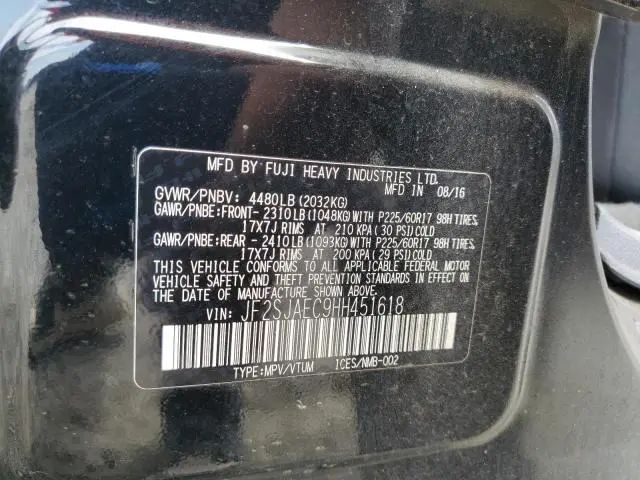 MFD BY FUJI HEAVY INDUSTRIES LTD.
MFD IN 08/16
GVWR/PNBV: 4480LB(2032KG)
GAWR/PNBE:FRONT- 2310LB(1048KG)WITH P225/60R17 98H TIRES,
17X7J RIMS AT 210 KPA( 30 PSI)COLD
GAWR/PNBE:REAR - 2410LB(1093KG)WITH P225/60R17 98H TIRES,
17X7J RIMS AT 200 KPA( 29 PSI)COLD
THIS VEHICLE CONFORMS TO ALL APPLICABLE FEDERAL MOTOR
VEHICLE SAFETY AND THEFT PREVENTION STANDARDS IN EFFECT ON
THE DATE OF MANUFACTURE SHOWN ABOVE.
VIN: JF2SJAEC9HH451618
TYPE:MPV/VTUM ICES/NMB-002